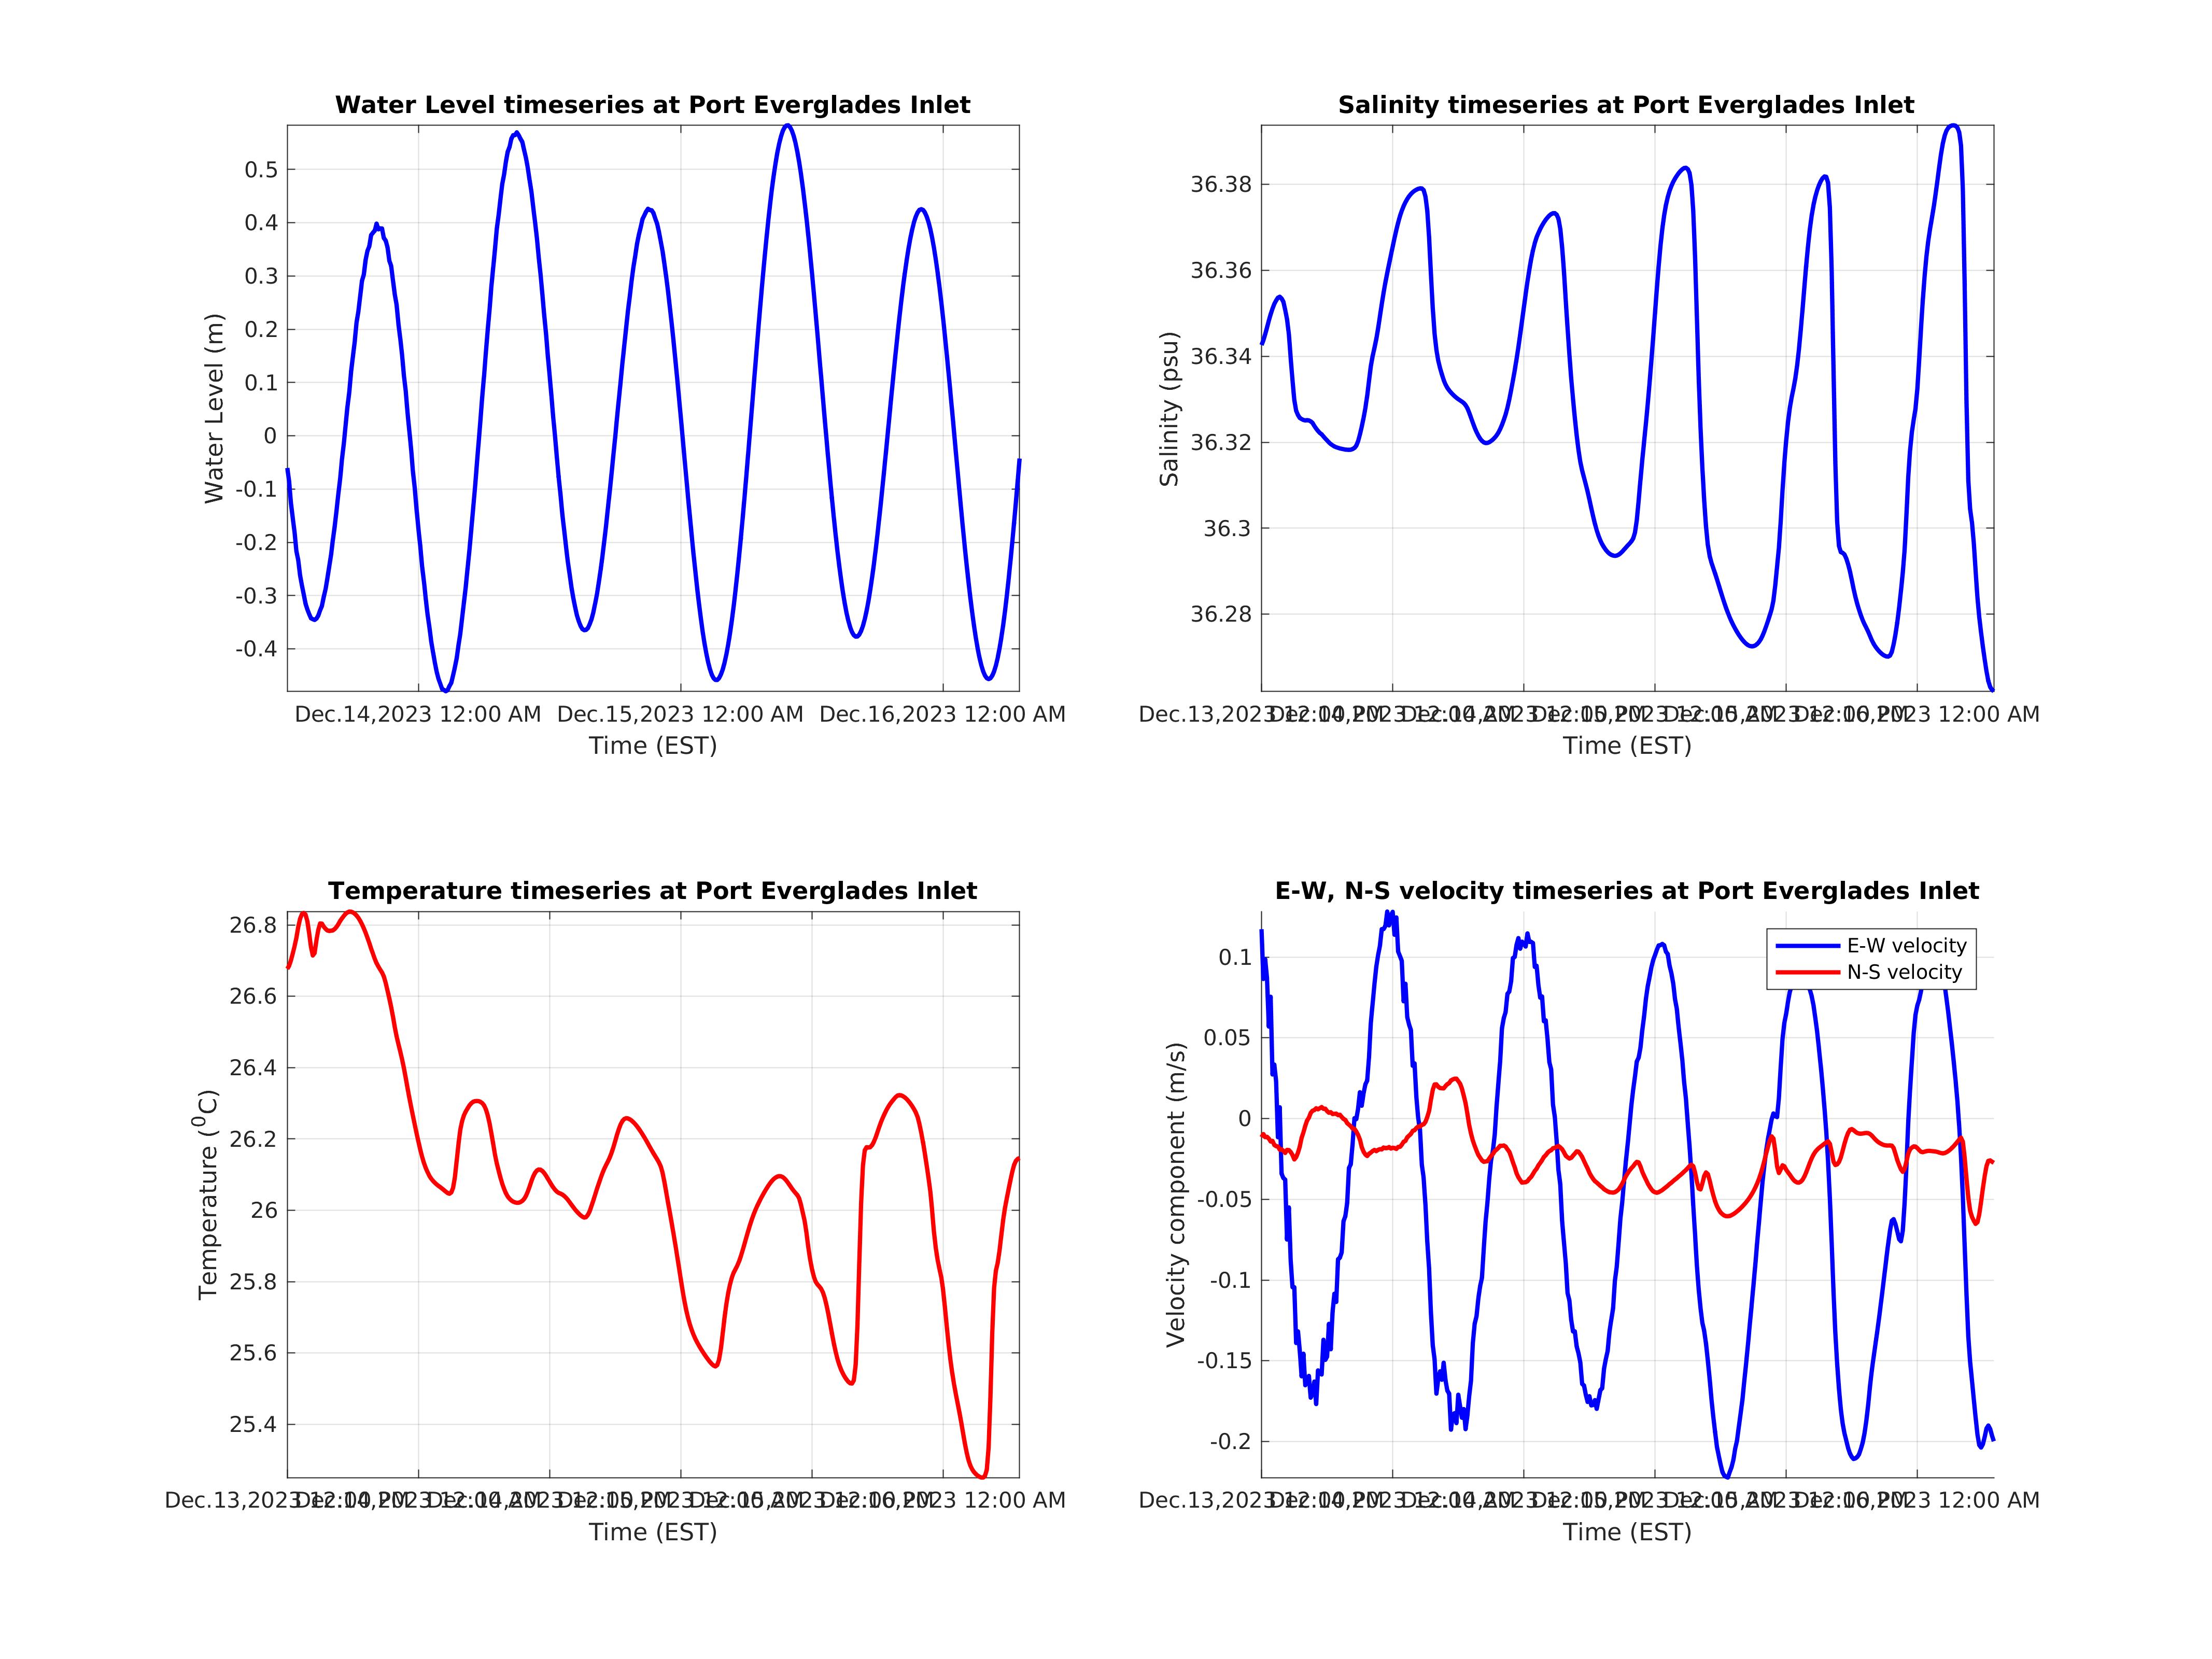 Water Level timeseries at Port Everglades Inlet
0.5
0.4
0.3
0.2
0.1
0
-0.1
-0.2
-0.3
-0.4
Water Level (m)
Dec.14,2023 12:00 AM Dec.15,2023 12:00 AM Dec.16,2023 12:00 AM
Time (EST)
Salinity timeseries at Port Everglades Inlet
36.38
36.36
36.34
36.32
36.3
36.28
Salinity (psu)
Dec.13,2023 12:00 AM
Time (EST)
Temperature timeseries at Port Everglades Inlet
26.8
26.6
26.4
26.2
26
25.8
25.6
25.4
Temperature (⁰C)
Dec.13,2023 12:00 AM
Time (EST)
E-W, N-S velocity timeseries at Port Everglades Inlet
E-W velocity
N-S velocity
0.1
0.05
0
-0.05
-0.1
-0.15
-0.2
Velocity component (m/s)
Dec.13,2023 12:00 AM
Time (EST)